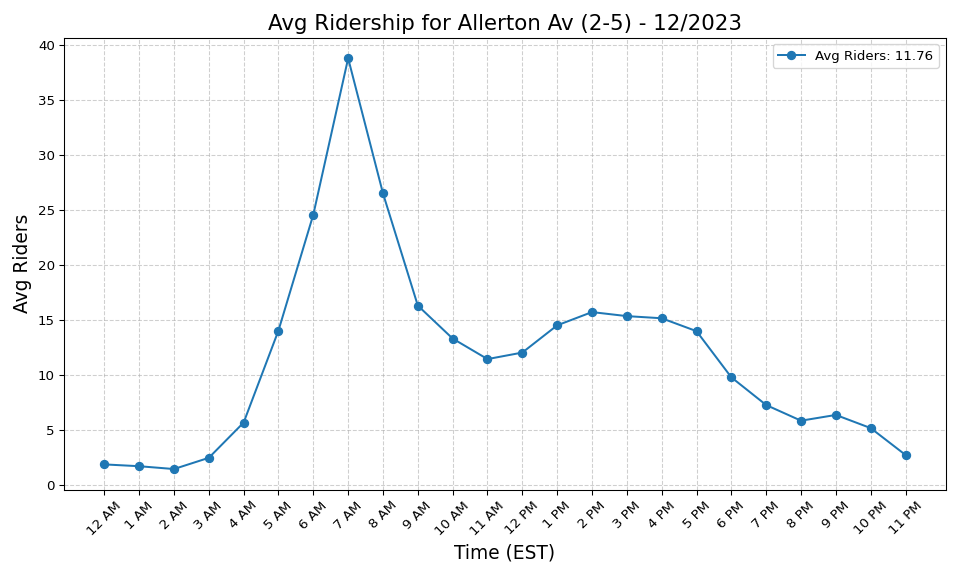 Avg Ridership for Allerton Av (2-5) - 12/2023
Avg Riders: 11.76
Avg Riders
40
35
30
25
20
15
10
5
0
12 AM
1 AM
2 AM
3 AM
4 AM
5 AM
6 AM
7 AM
8 AM
9 AM
10 AM
11 AM
12 PM
1 PM
2 PM
3 PM
4 PM
5 PM
6 PM
7 PM
8 PM
9 PM
10 PM
11 PM
Time (EST)